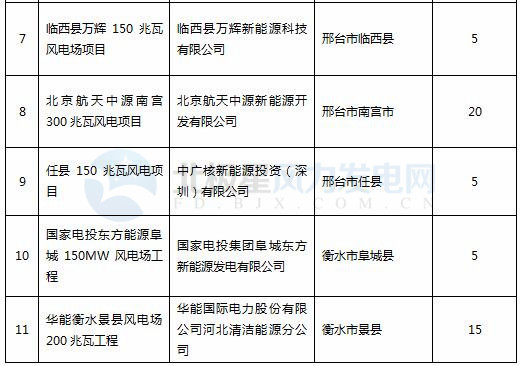 7 临西县万辉 150 兆瓦风电场项目 临西县万辉新能源科技有限公司 邢台市临西县 5
8 北京航天中源南宫 300兆瓦风电项目 北京航天中源新能源开发有限公司 邢台市南宫市 20
9 任县 150 兆瓦风电项目 中广核新能源投资（深圳）有限公司 邢台市任县 5
10 国家电投东方能源阜城 150MW 风电场工程 国家电投集团阜城东方新能源发电有限公司 衡水市阜城县 5
11 华能衡水景县风电场 200兆瓦工程 华能国际电力股份有限公司河北清洁能源分公司 衡水市景县 15
北极星风力发电网
FD.BJX.COM.CN